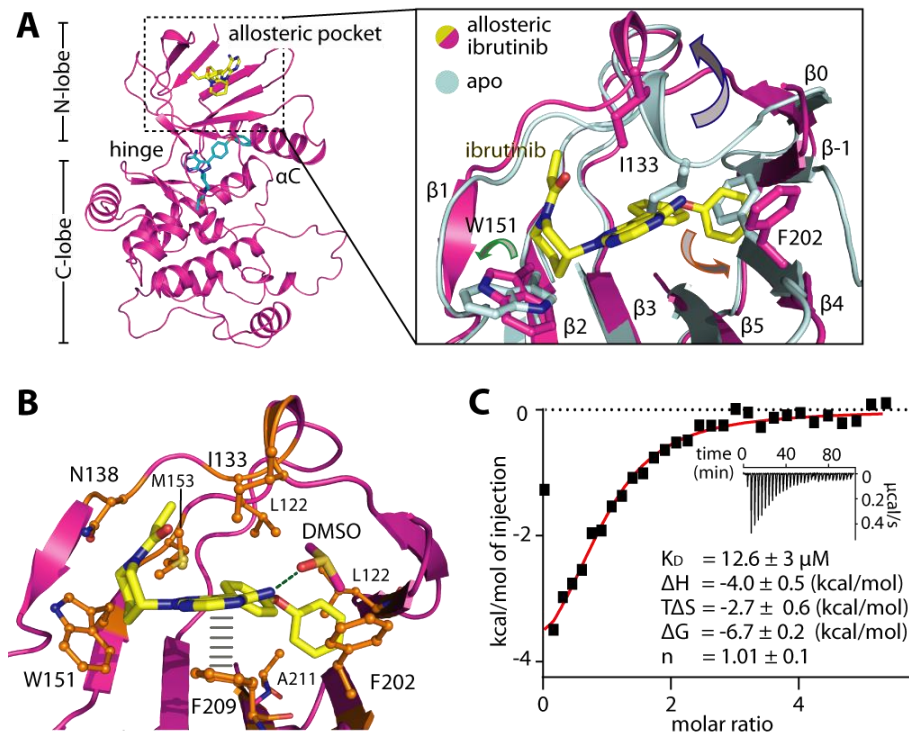 A
N-lobe
C-lobe
allosteric pocket
hinge
αC
allosteric
ibrutinib
apo
ibrutinib
I133
β0
β-1
β1
W151
F202
β2
β3
β5
β4
B
N138
M153
I133
L122
DMSO
L122
W151
F209
A211
F202
C
0
-2
-4
kcal/mol of injection
time
(min)
0 40 80
0
0.2
0.4
µcal/s
KD = 12.6 ± 3 µM
ΔH = -4.0 ± 0.5 (kcal/mol)
TΔS = -2.7 ± 0.6 (kcal/mol)
ΔG = -6.7 ± 0.2 (kcal/mol)
n = 1.01 ± 0.1
0 2 4
molar ratio